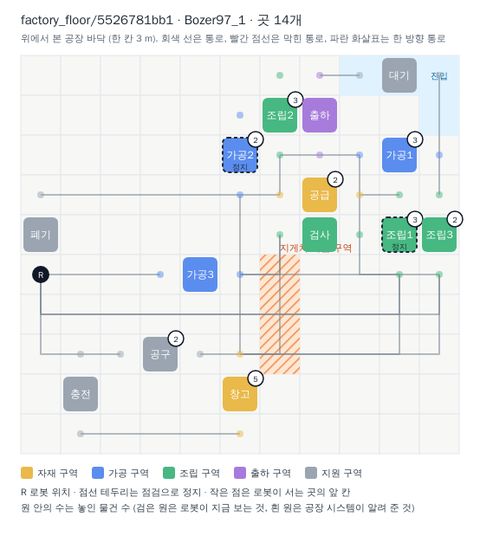 factory_floor/5526781bb1 · Bozer97_1 · 곳 14개
위에서 본 공장 바닥 (한 칸 3 m). 회색 선은 통로, 빨간 점선은 막힌 통로, 파란 화살표는 한 방향 통로
대기
3
조립2
출하
2
가공2
정지
3
가공1
2
공급
폐기
검사
3
조립1
정지
2
조립3
구역
R
가공3
2
공구
충전
5
창고
자재 구역 가공 구역 조립 구역 출하 구역 지원 구역
R 로봇 위치 · 점선 테두리는 점검으로 정지 · 작은 점은 로봇이 서는 곳의 앞 칸
원 안의 수는 놓인 물건 수 (검은 원은 로봇이 지금 보는 것, 흰 원은 공장 시스템이 알려 준 것)